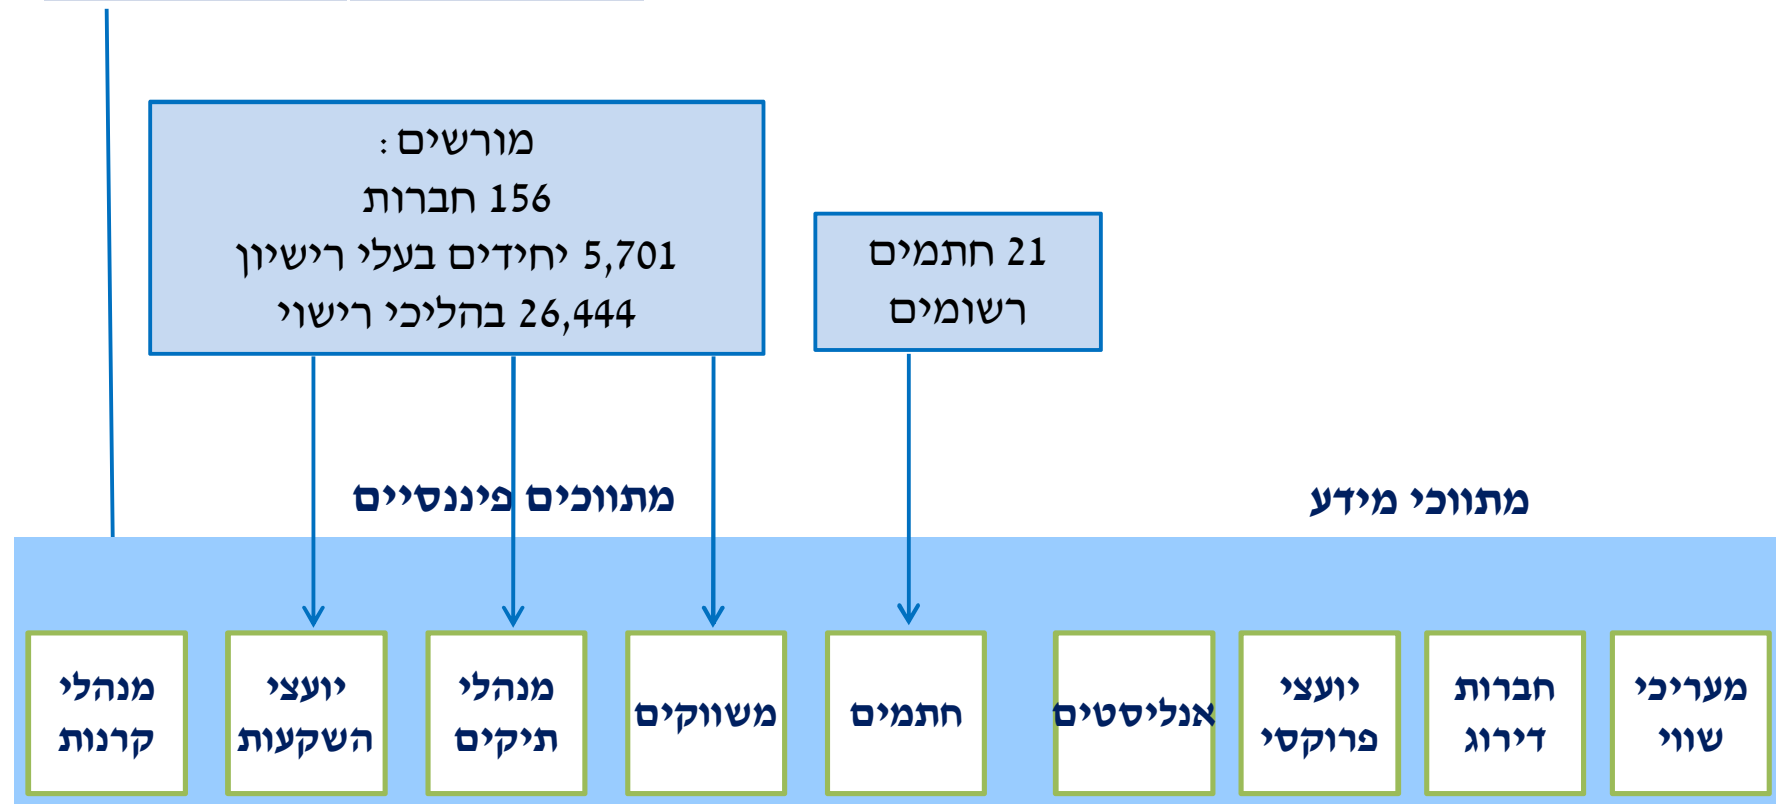 מורשים:
156 חברות
5,701 יחידים בעלי רישיון
26,444 בהליכי רישוי
21 חתמים
רשומים
מתווכי מידע
מתווכים פיננסיים
מעריכי
שווי
חברות
דירוג
יועצי
פרוקסי
אנליסטים
חתמים
משווקים
מנהלי
תיקים
יועצי
השקעות
מנהלי
קרנות